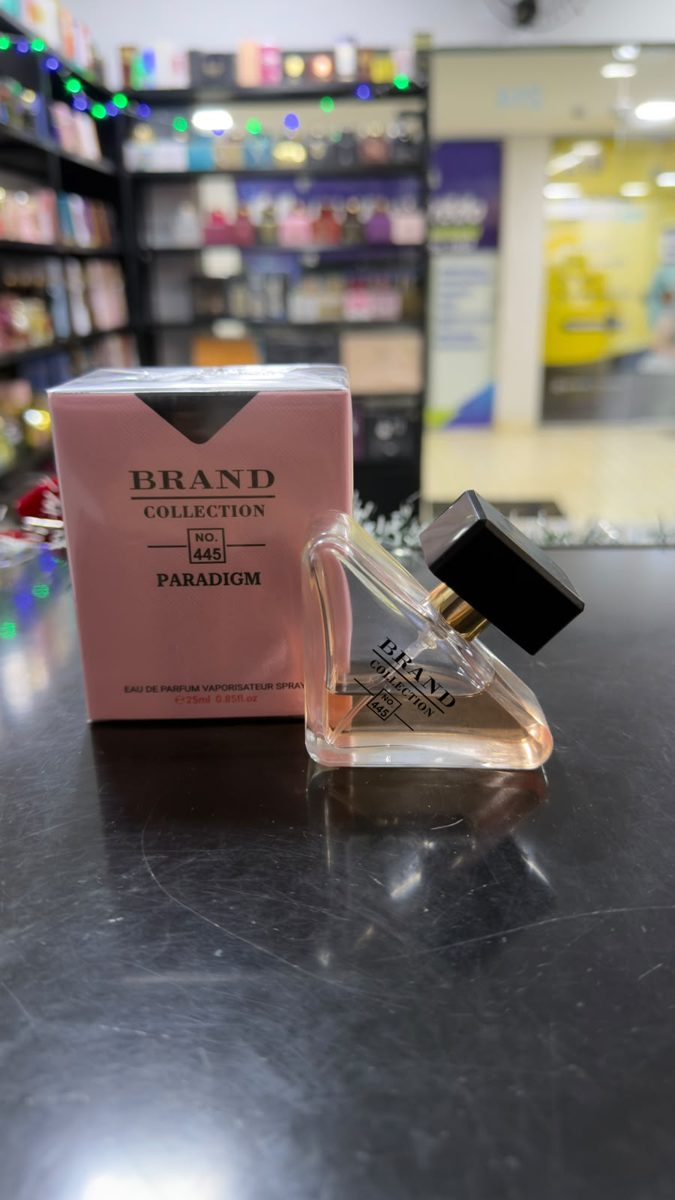 BRAND
COLLECTION
NO.
445
PARADIGM
EAU DE PARFUM VAPORISATEUR SPRAY
℮25ml 0.85fl.oz
BRAND
COLLECTION
NO.
445